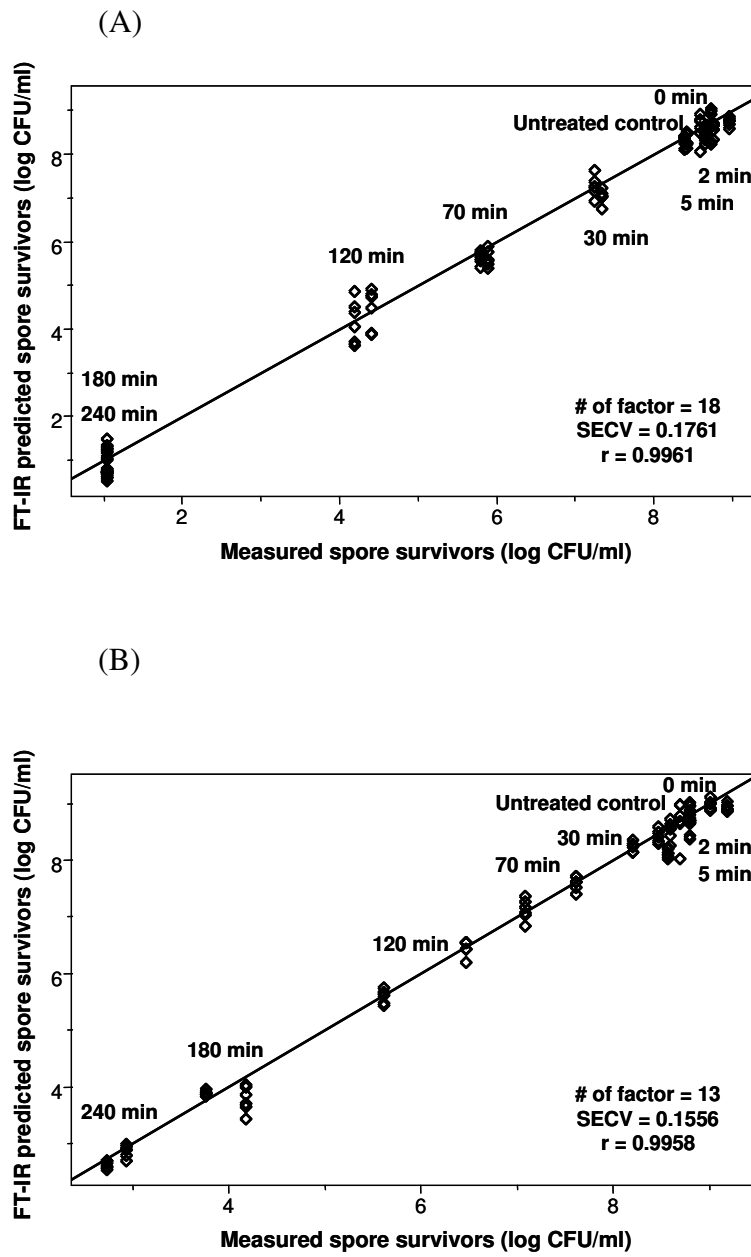 (A)
0 min
Untreated control
8
2 min
70 min
5 min
30 min
6
120 min
4
180 min
240 min
2
# of factor = 18
SECV = 0.1761
r = 0.9961
2 4 6 8
FT-IR predicted spore survivors (log CFU/ml)
Measured spore survivors (log CFU/ml)
(B)
0 min
Untreated control
30 min
2 min
8
70 min
5 min
120 min
6
180 min
4
240 min
# of factor = 13
SECV = 0.1556
r = 0.9958
4 6 8
FT-IR predicted spore survivors (log CFU/ml)
Measured spore survivors (log CFU/ml)